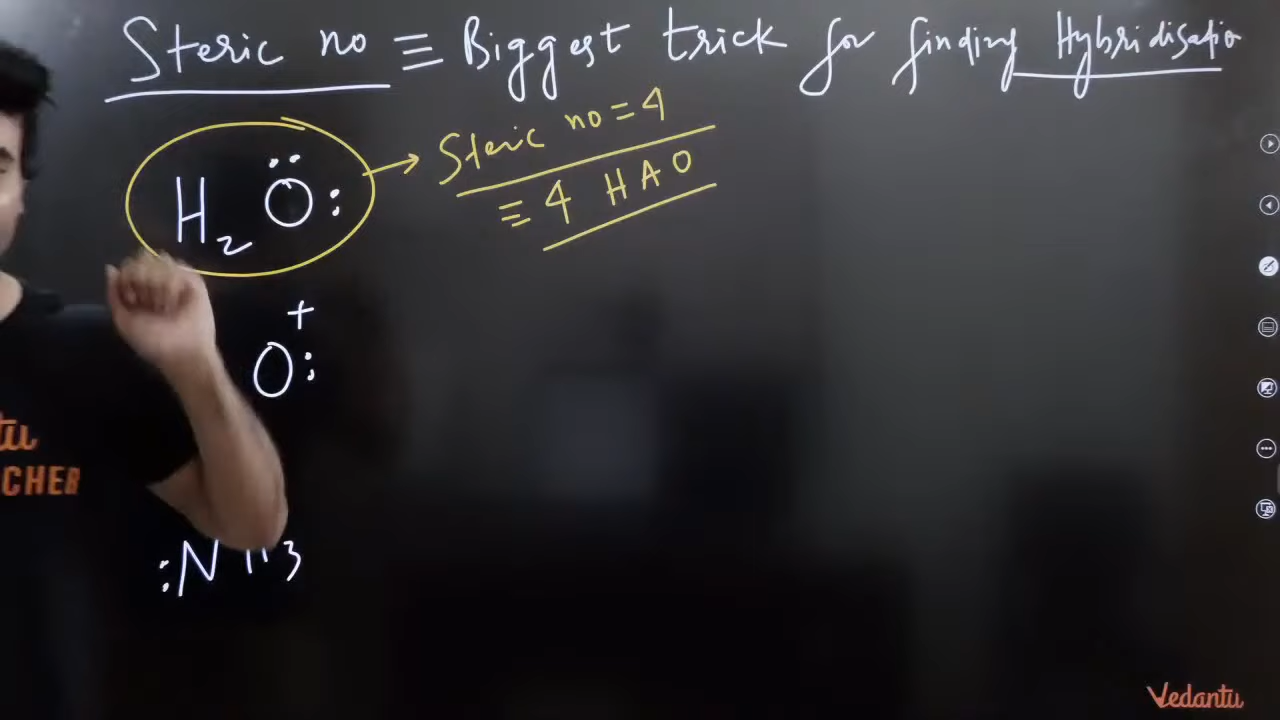 Steric no ≡ Biggest trick for finding Hybridisatio
H₂Ö:
Steric no = 4
≡ 4 HAO
+
O:
:NH3
tu
CHER
Vedantu